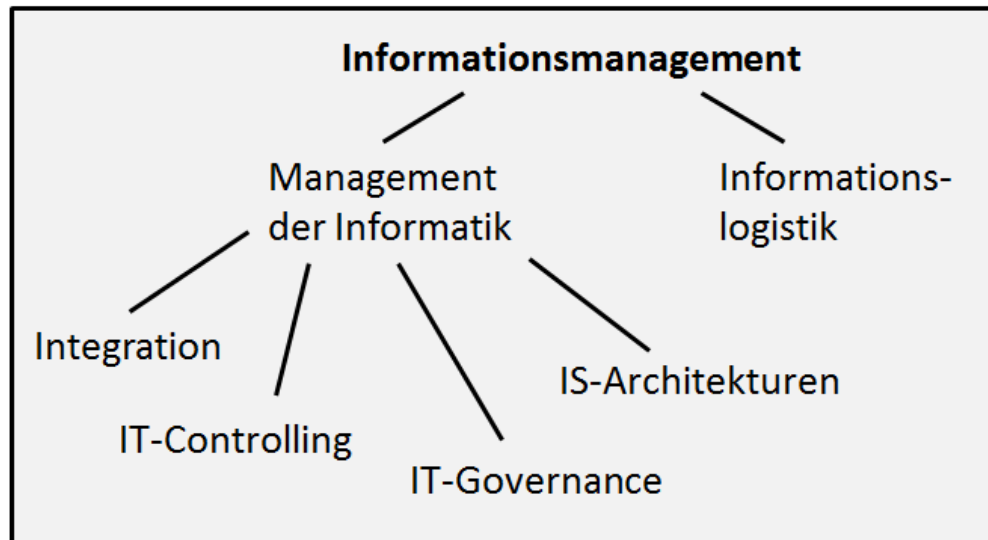 Informationsmanagement
Management
der Informatik
Informations-
logistik
Integration
IS-Architekturen
IT-Controlling
IT-Governance